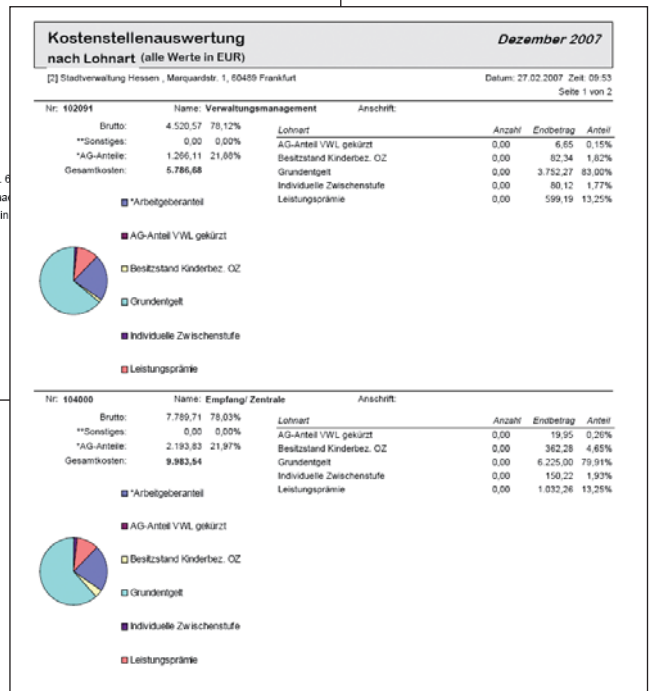 Kostenstellenauswertung Dezember 2007
nach Lohnart (alle Werte in EUR)
[2] Stadtverwaltung Hessen , Marquardstr. 1, 60489 Frankfurt Datum: 27.02.2007 Zeit: 09:53
Seite 1 von 2
Nr: 102091 Name: Verwaltungsmanagement Anschrift:
Brutto: 4.520,57 78,12%
**Sonstiges: 0,00 0,00%
*AG-Anteile: 1.266,11 21,88%
Gesamtkosten: 5.786,68
Lohnart Anzahl Endbetrag Anteil
AG-Anteil VWL gekürzt 0,00 6,65 0,15%
Besitzstand Kinderbez. OZ 0,00 82,34 1,82%
Grundentgelt 0,00 3.752,27 83,00%
Individuelle Zwischenstufe 0,00 80,12 1,77%
Leistungsprämie 0,00 599,19 13,25%
*Arbeitgeberanteil
AG-Anteil VWL gekürzt
Besitzstand Kinderbez. OZ
Grundentgelt
Individuelle Zwischenstufe
Leistungsprämie
Nr: 104000 Name: Empfang/ Zentrale Anschrift:
Brutto: 7.789,71 78,03%
**Sonstiges: 0,00 0,00%
*AG-Anteile: 2.193,83 21,97%
Gesamtkosten: 9.983,54
Lohnart Anzahl Endbetrag Anteil
AG-Anteil VWL gekürzt 0,00 19,95 0,26%
Besitzstand Kinderbez. OZ 0,00 362,28 4,65%
Grundentgelt 0,00 6.225,00 79,91%
Individuelle Zwischenstufe 0,00 150,22 1,93%
Leistungsprämie 0,00 1.032,26 13,25%
*Arbeitgeberanteil
AG-Anteil VWL gekürzt
Besitzstand Kinderbez. OZ
Grundentgelt
Individuelle Zwischenstufe
Leistungsprämie